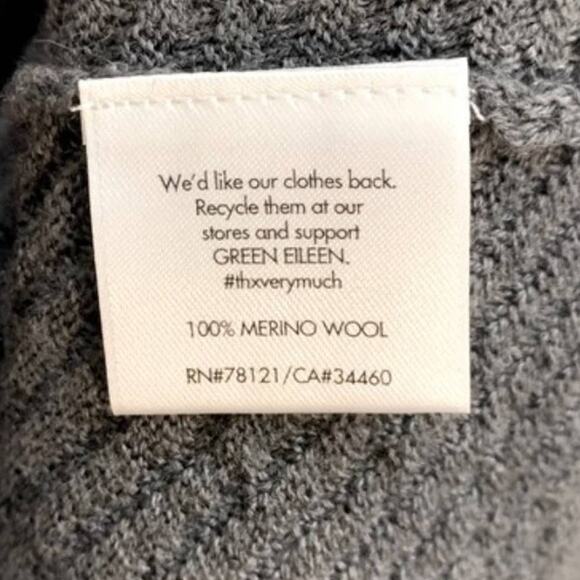 We'd like our clothes back.
Recycle them at our
stores and support
GREEN EILEEN.
#thxverymuch
100% MERINO WOOL
RN#78121/CA#34460